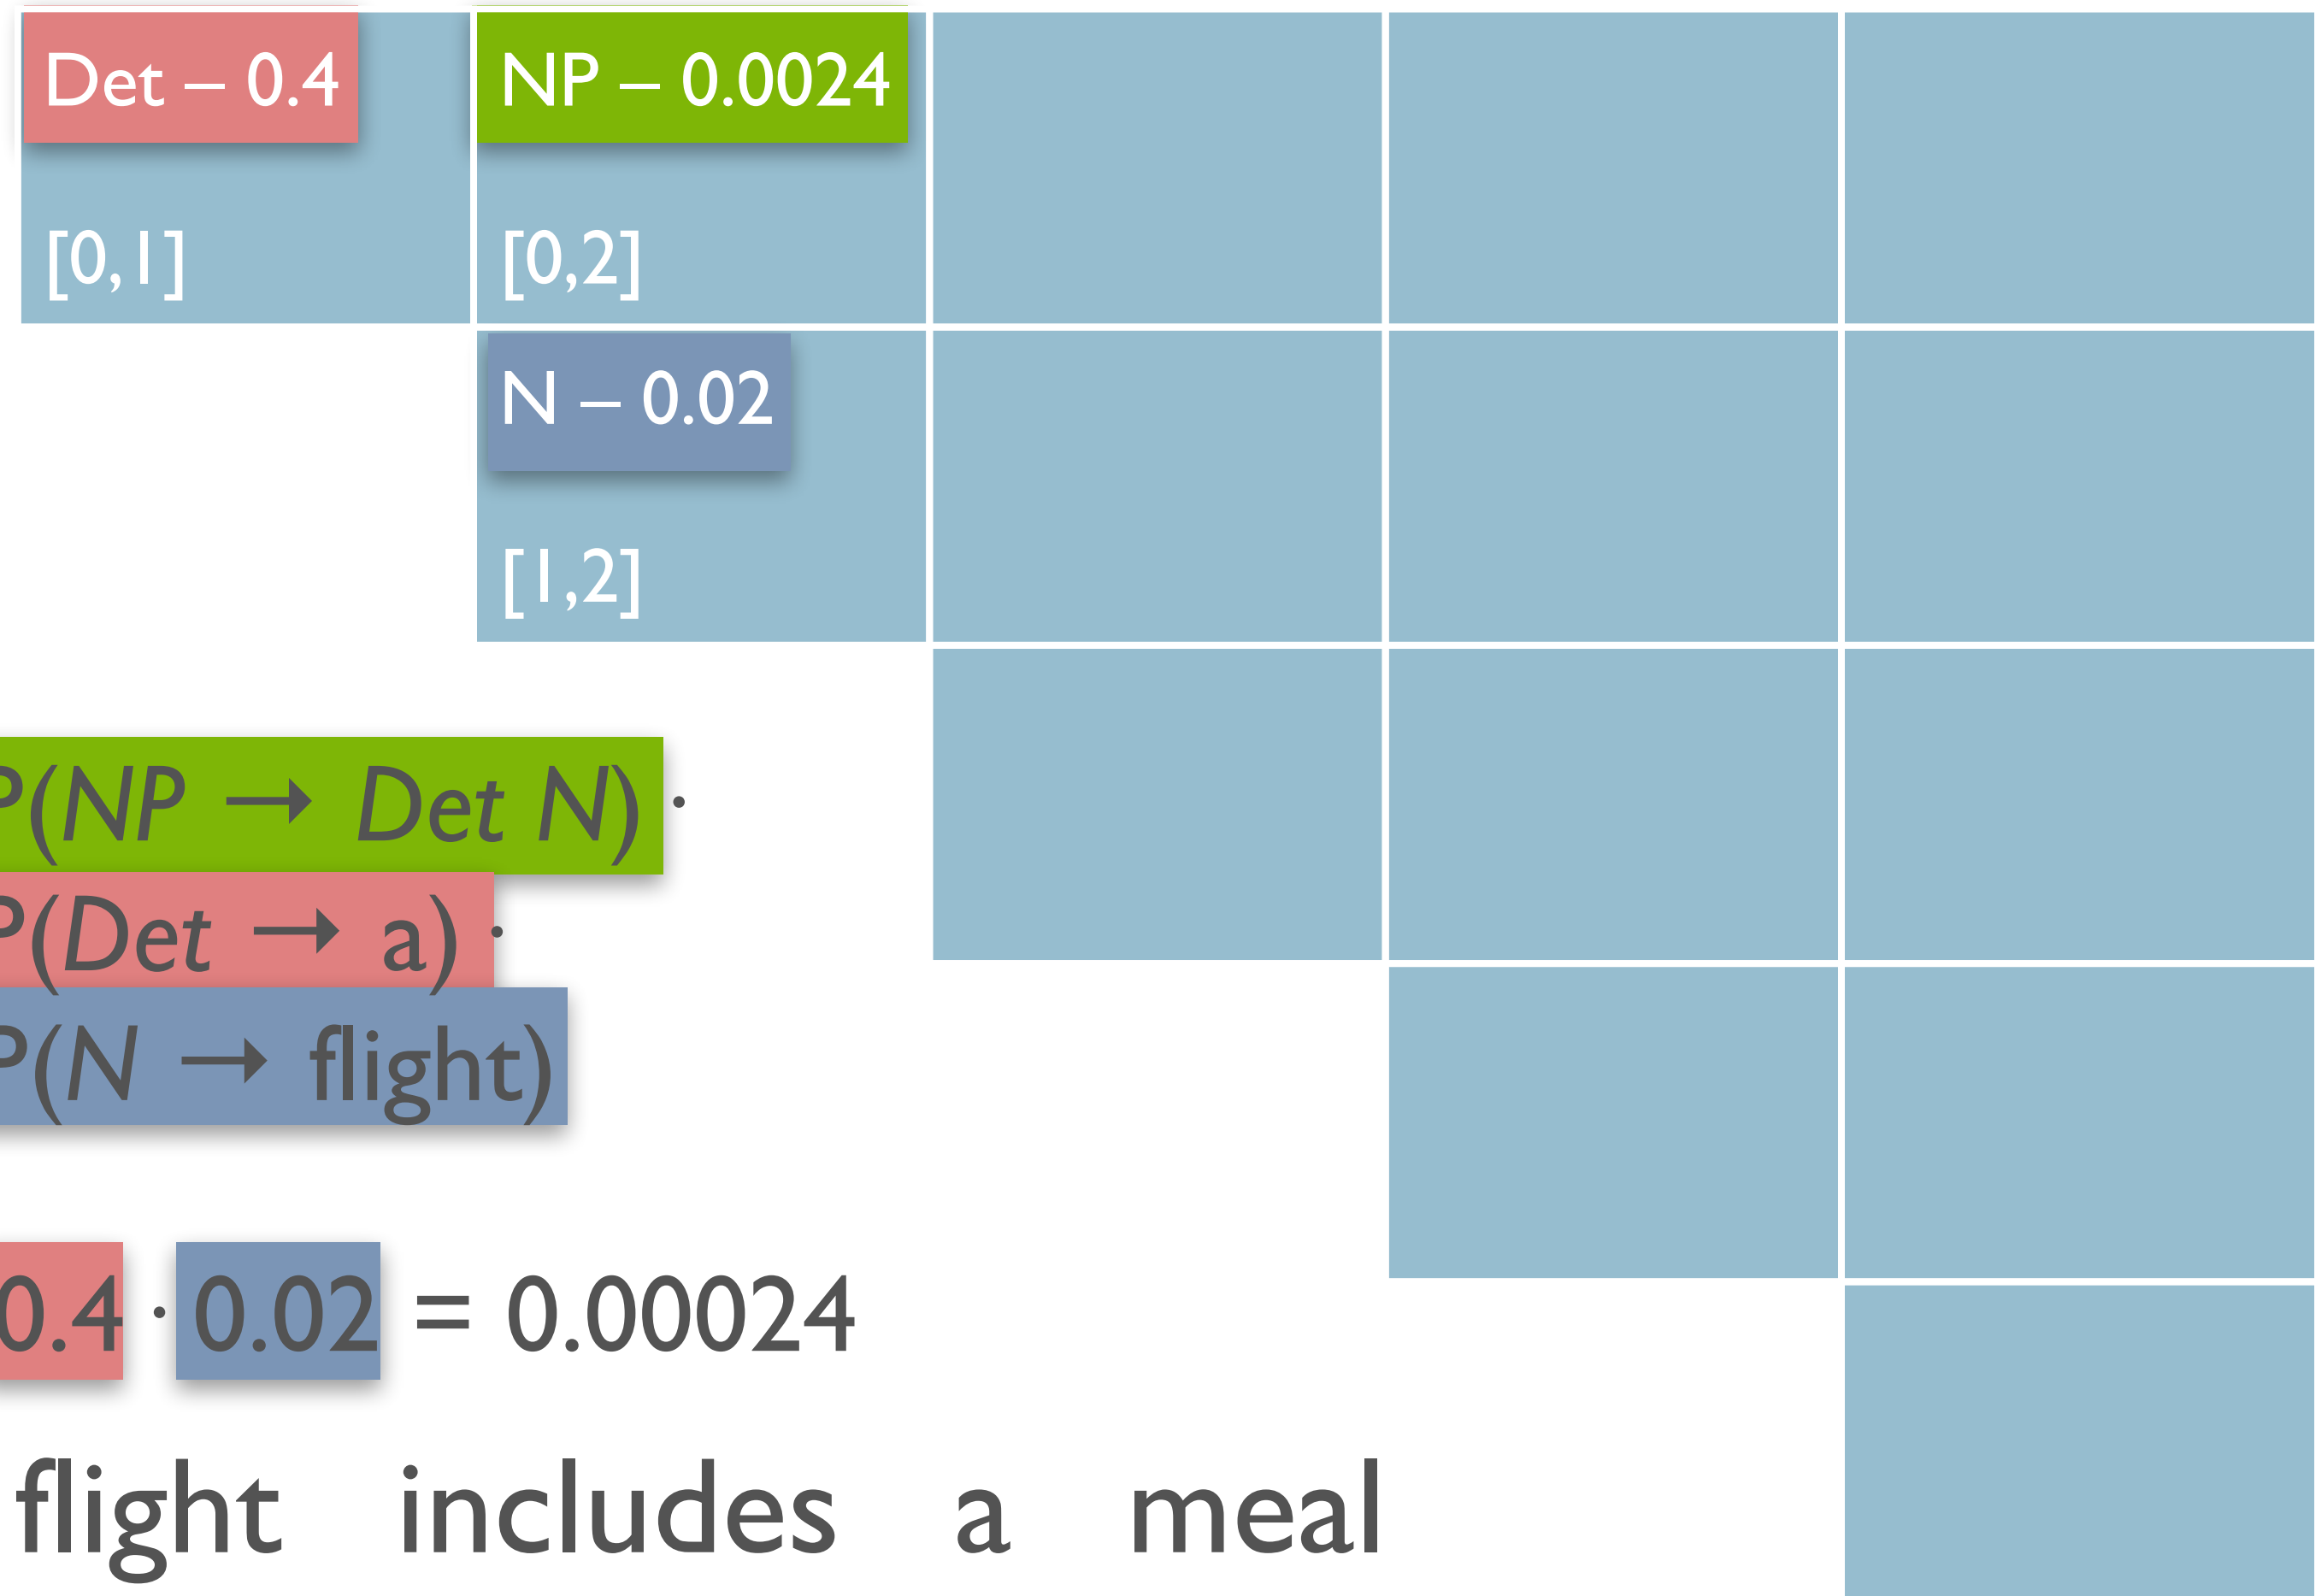 Det – 0.4 NP – 0.0024
[0,1] [0,2]
N – 0.02
[1,2]
P(NP → Det N) ·
P(Det → a) ·
P(N → flight)
0.4 · 0.02 = 0.00024
flight includes a meal